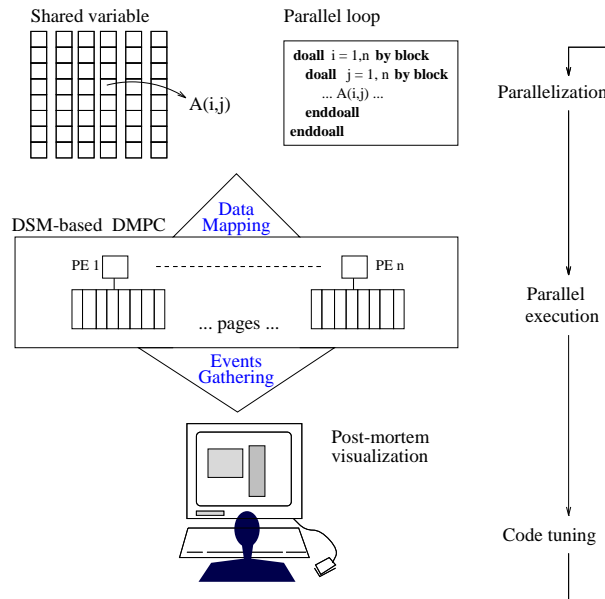 Shared variable
A(i,j)
Parallel loop
doall i = 1,n by block
doall j = 1, n by block
... A(i,j) ...
enddoall
enddoall
Parallelization
Data
Mapping
DSM-based DMPC
PE 1
PE n
... pages ...
Parallel
execution
Events
Gathering
Post-mortem
visualization
Code tuning